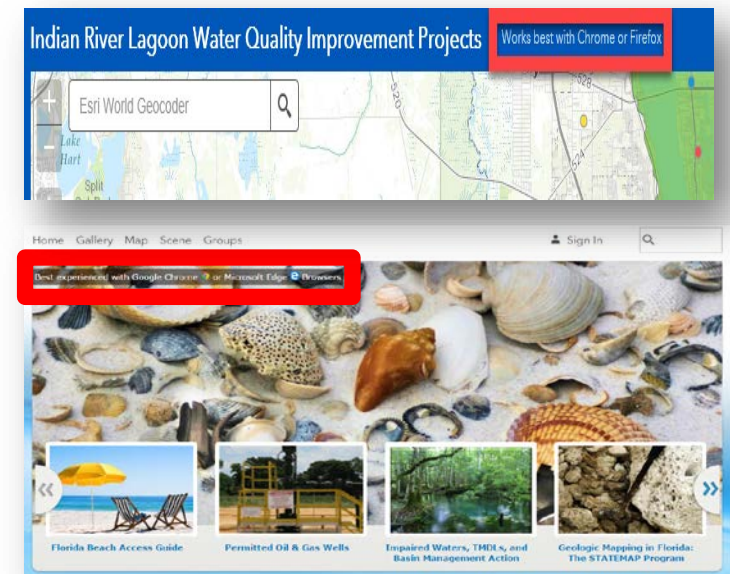 Indian River Lagoon Water Quality Improvement Projects Works best with Chrome or Firefox
Esri World Geocoder
520
528
524
Lake
Hart
Split
Home Gallery Map Scene Groups Sign In
Best experienced with Google Chrome or Microsoft Edge Browsers
Florida Beach Access Guide
Permitted Oil & Gas Wells
Impaired Waters, TMDLs, and
Basin Management Action
Geologic Mapping in Florida:
The STATEMAP Program